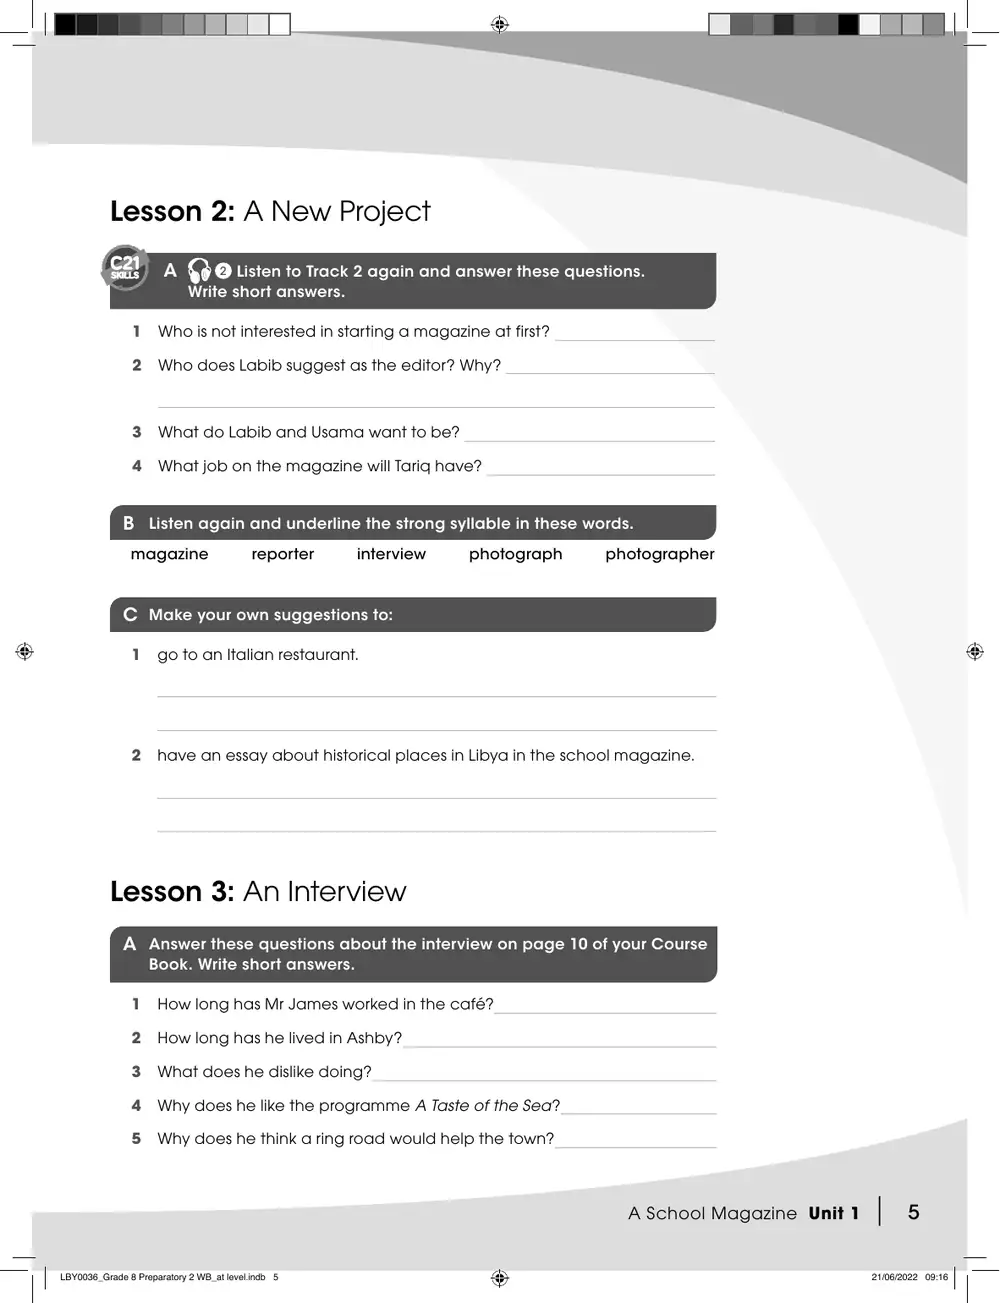 Lesson 2: A New Project
C21
SKILLS
A 2 Listen to Track 2 again and answer these questions.
Write short answers.
1 Who is not interested in starting a magazine at first?
2 Who does Labib suggest as the editor? Why?
3 What do Labib and Usama want to be?
4 What job on the magazine will Tariq have?
B Listen again and underline the strong syllable in these words.
magazine reporter interview photograph photographer
C Make your own suggestions to:
1 go to an Italian restaurant.
2 have an essay about historical places in Libya in the school magazine.
Lesson 3: An Interview
A Answer these questions about the interview on page 10 of your Course
Book. Write short answers.
1 How long has Mr James worked in the café?
2 How long has he lived in Ashby?
3 What does he dislike doing?
4 Why does he like the programme A Taste of the Sea?
5 Why does he think a ring road would help the town?
A School Magazine Unit 1 5
LBY0036_Grade 8 Preparatory 2 WB_at level.indb 5 21/06/2022 09:16